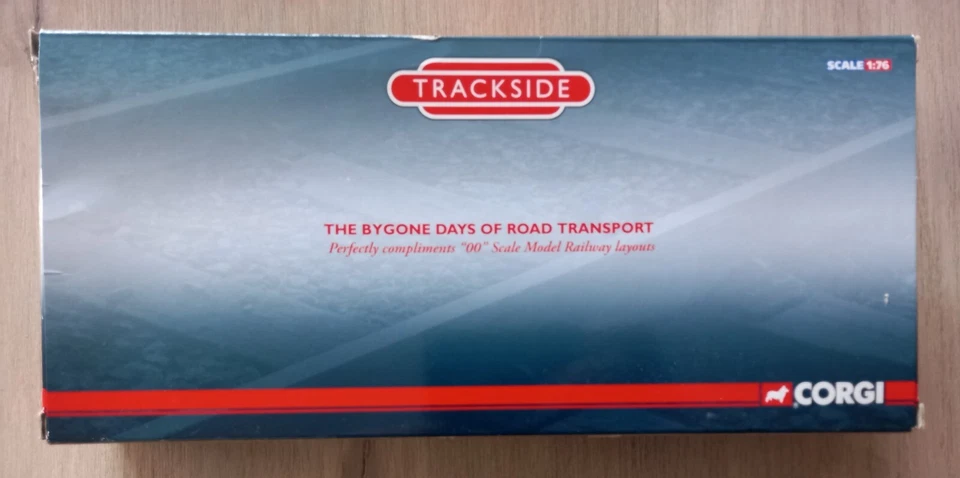 TRACKSIDE
SCALE 1:76
THE BYGONE DAYS OF ROAD TRANSPORT
Perfectly compliments "00" Scale Model Railway layouts
CORGI